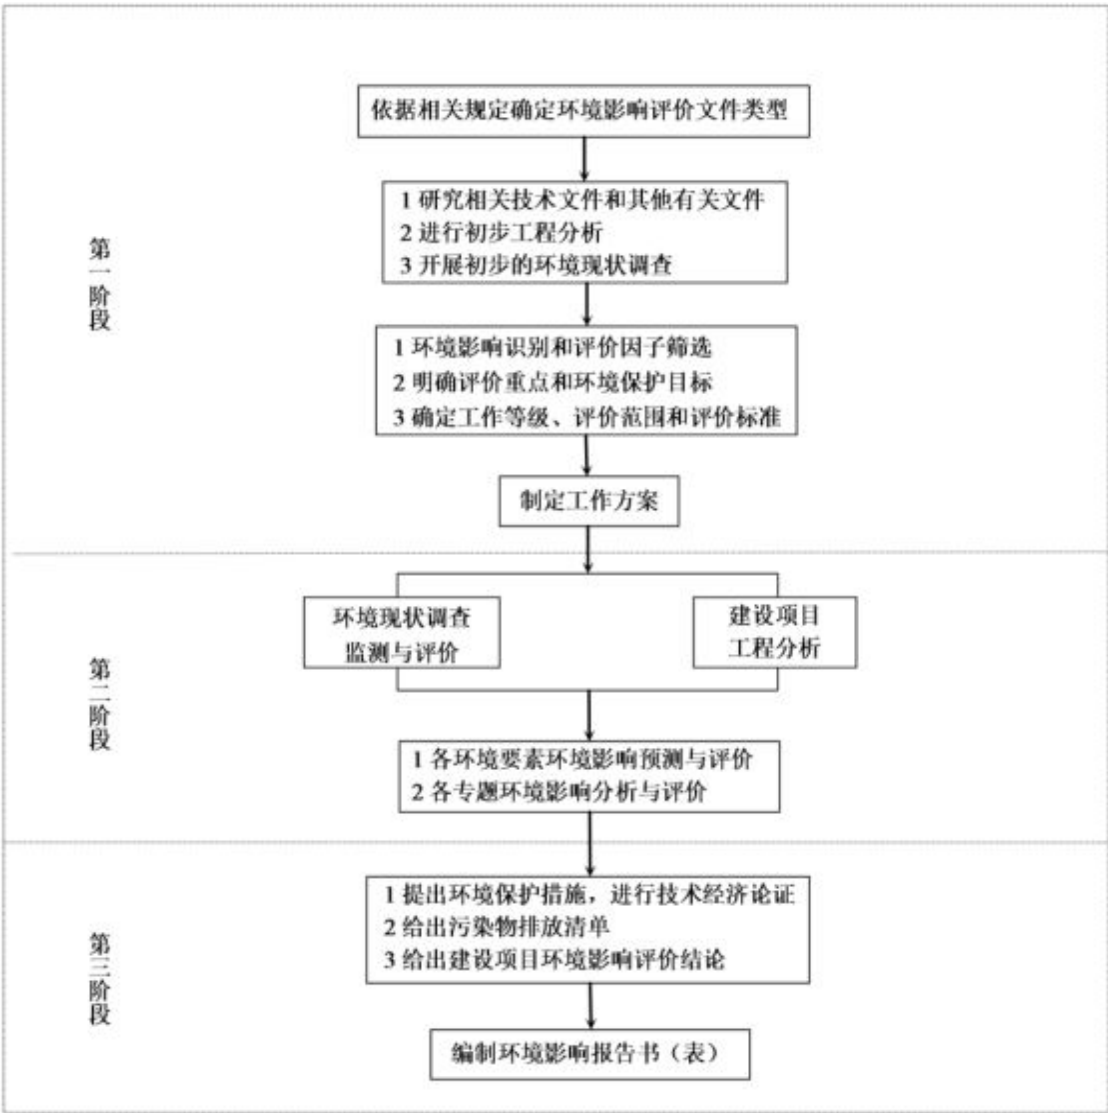 依据相关规定确定环境影响评价文件类型
1 研究相关技术文件和其他有关文件
2 进行初步工程分析
3 开展初步的环境现状调查
第一阶段
1 环境影响识别和评价因子筛选
2 明确评价重点和环境保护目标
3 确定工作等级、评价范围和评价标准
制定工作方案
环境现状调查
监测与评价
建设项目
工程分析
第二阶段
1 各环境要素环境影响预测与评价
2 各专题环境影响分析与评价
1 提出环境保护措施，进行技术经济论证
2 给出污染物排放清单
3 给出建设项目环境影响评价结论
第三阶段
编制环境影响报告书（表）